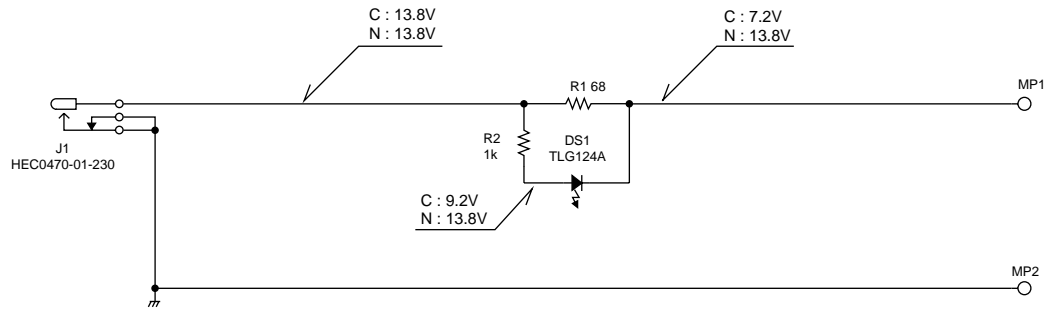 C : 13.8V
N : 13.8V
C : 7.2V
N : 13.8V
MP1
R1 68
R2
1k
DS1
TLG124A
J1
HEC0470-01-230
C : 9.2V
N : 13.8V
MP2